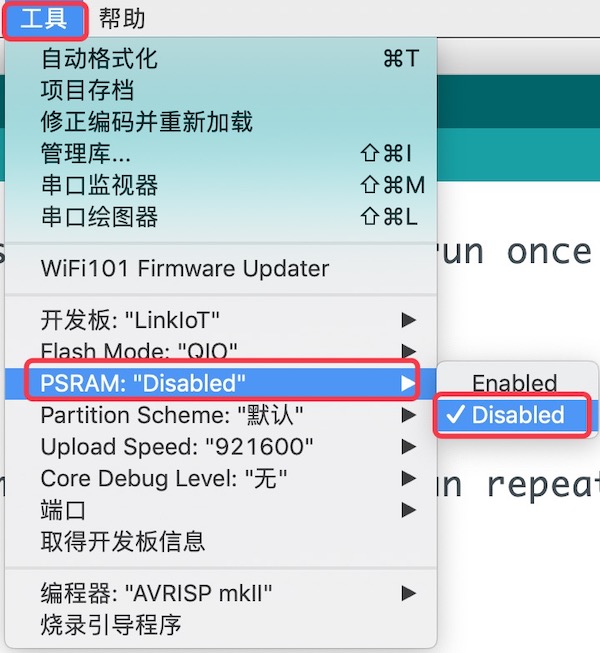 工具 帮助
自动格式化 ⌘T
项目存档
修正编码并重新加载
管理库... ⇧⌘I
串口监视器 ⇧⌘M
串口绘图器 ⇧⌘L
run once
WiFi101 Firmware Updater
开发板: "LinkIoT"
Flash Mode: "QIO"
PSRAM: "Disabled"
Enabled
✓ Disabled
Partition Scheme: "默认"
Upload Speed: "921600"
Core Debug Level: "无"
端口
取得开发板信息
编程器: "AVRISP mkII"
烧录引导程序